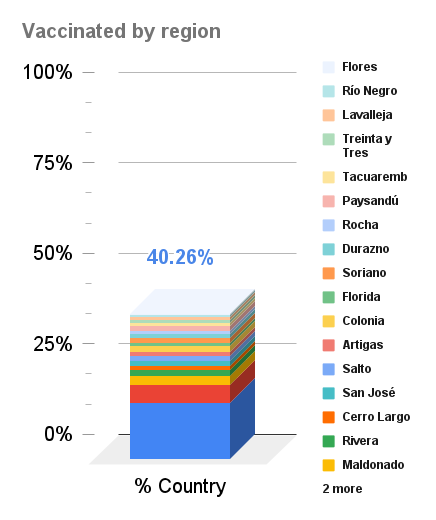 Vaccinated by region
100%
75%
50%
25%
0%
40.26%
% Country
Flores
Río Negro
Lavalleja
Treinta y
Tres
Tacuaremb
Paysandú
Rocha
Durazno
Soriano
Florida
Colonia
Artigas
Salto
San José
Cerro Largo
Rivera
Maldonado
2 more